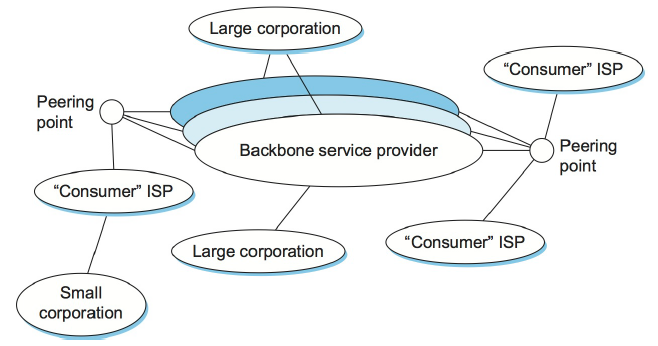 Large corporation
“Consumer” ISP
Peering
point
Backbone service provider
Peering
point
“Consumer” ISP
Large corporation
“Consumer” ISP
Small
corporation